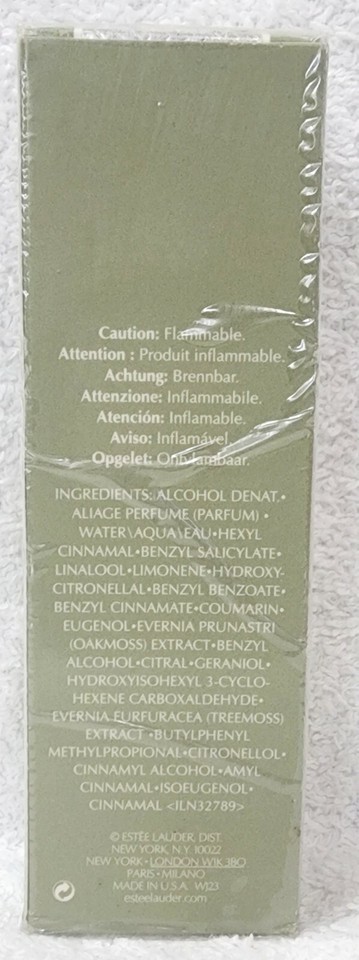 Caution: Flammable.
Attention : Produit inflammable.
Achtung: Brennbar.
Attenzione: Inflammabile.
Atención: Inflamable.
Aviso: Inflamável.
Opgelet: Ontvlambaar.
INGREDIENTS: ALCOHOL DENAT.•
ALIAGE PERFUME (PARFUM) •
WATER\AQUA\EAU•HEXYL
CINNAMAL•BENZYL SALICYLATE•
LINALOOL•LIMONENE•HYDROXY-
CITRONELLAL•BENZYL BENZOATE•
BENZYL CINNAMATE•COUMARIN•
EUGENOL•EVERNIA PRUNASTRI
(OAKMOSS) EXTRACT•BENZYL
ALCOHOL•CITRAL•GERANIOL•
HYDROXYISOHEXYL 3-CYCLO-
HEXENE CARBOXALDEHYDE•
EVERNIA FURFURACEA (TREEMOSS)
EXTRACT •BUTYLPHENYL
METHYLPROPIONAL•CITRONELLOL•
CINNAMYL ALCOHOL•AMYL
CINNAMAL•ISOEUGENOL•
CINNAMAL <ILN32789>
© ESTÉE LAUDER, DIST.
NEW YORK, N.Y. 10022
NEW YORK•LONDON W1K 3BQ
PARIS•MILANO
MADE IN U.S.A. WJ23
esteelauder.com